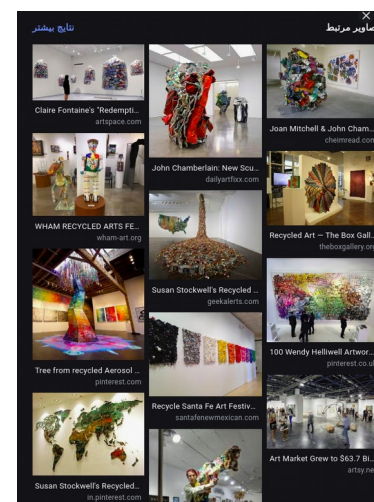 صاویر مرتبط
نتایج بیشتر
Claire Fontaine's "Redempti...
artspace.com
John Chamberlain: New Scu...
dailyartfixx.com
Joan Mitchell & John Cham...
cheimread.com
WHAM RECYCLED ARTS FE...
wham-art.org
Susan Stockwell's Recycled ...
geekalerts.com
Recycled Art — The Box Gall...
theboxgallery.org
Tree from recycled Aerosol ...
pinterest.com
Recycle Santa Fe Art Festiv...
santafenewmexican.com
100 Wendy Helliwell Artwor...
pinterest.co.u
Susan Stockwell's Recycled...
in.pinterest.com
Art Market Grew to $63.7 Bi...
artsy.ne